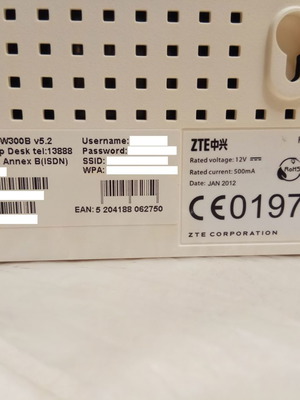 W300B v5.2
p Desk tel:13888
Annex B(ISDN)
Username:
Password:
SSID:
WPA:
EAN: 5 204188 062750
ZTE中兴
Rated voltage: 12V
Rated current: 500mA
Date: JAN 2012
RoHS
CE0197
ZTE CORPORATION